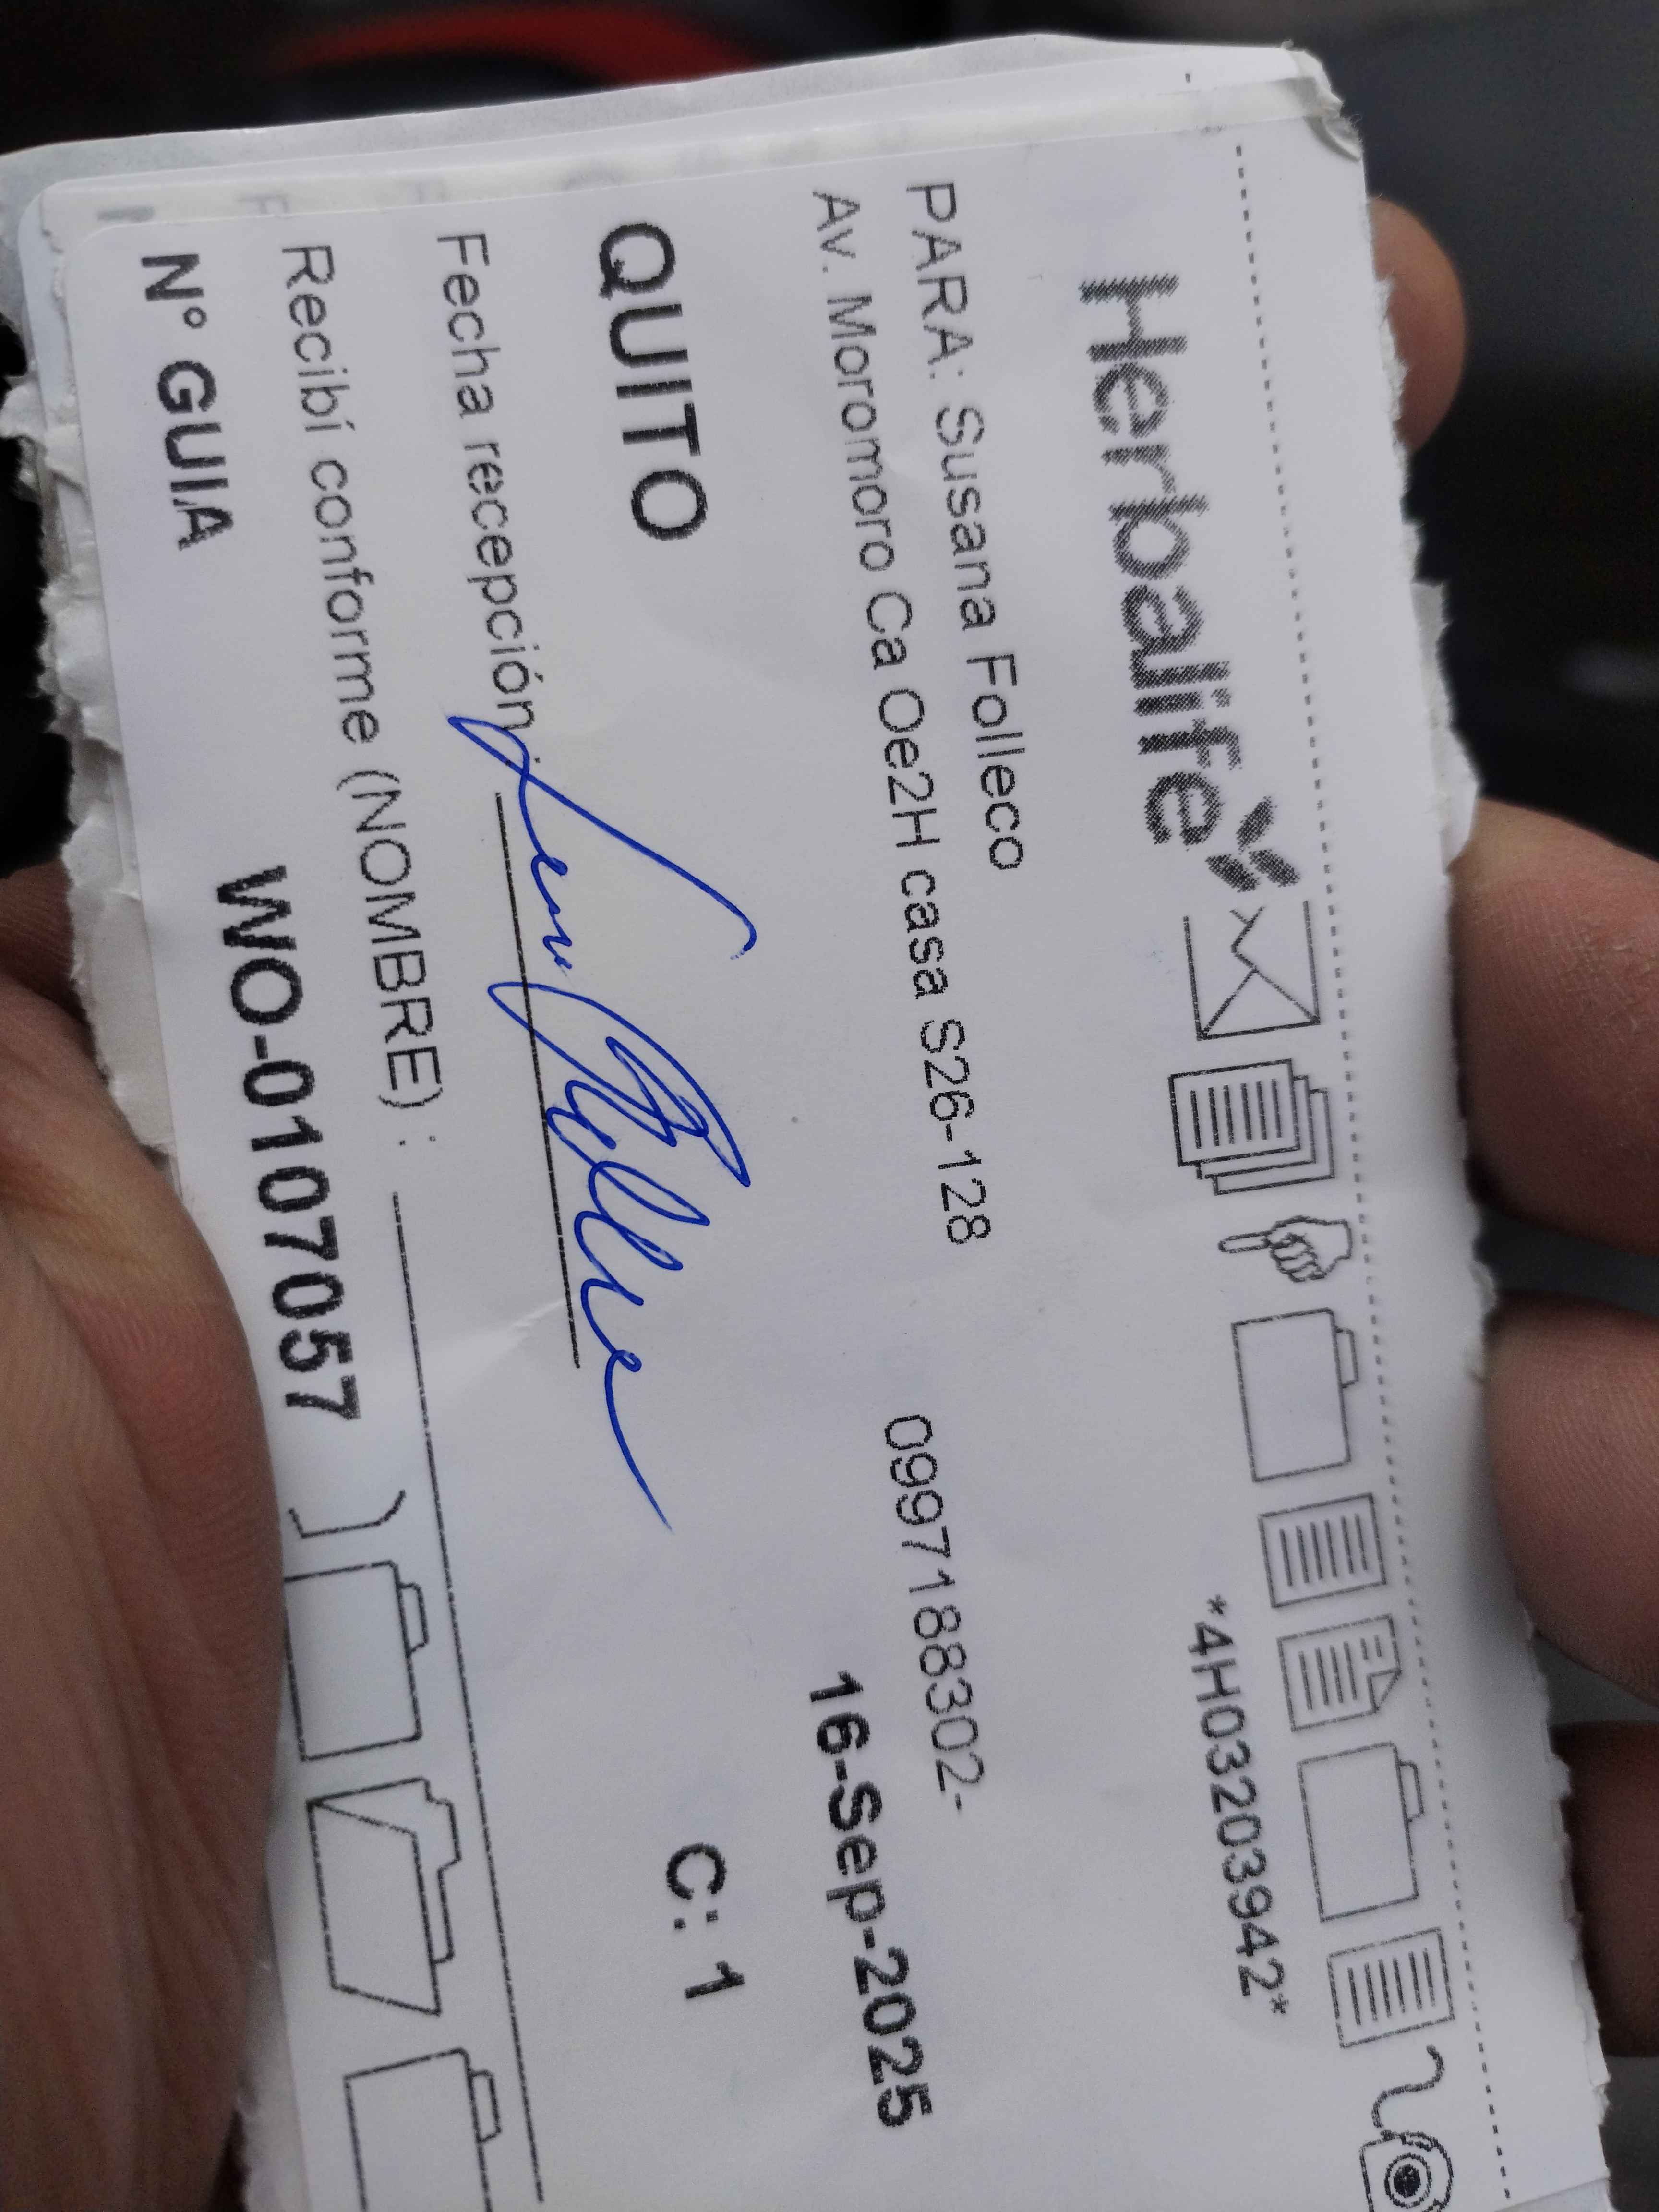 Herbalife
*4H03203942*
PARA: Susana Folleco
0997188302-
Av. Moromoro Ca Oe2H casa S26-128
16-Sep-2025
QUITO
C: 1
Fecha recepción:
Recibí conforme (NOMBRE) :
N° GUIA WO-0107057